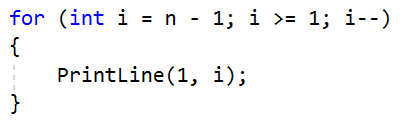 for (int i = n - 1; i >= 1; i--)
{
    PrintLine(1, i);
}